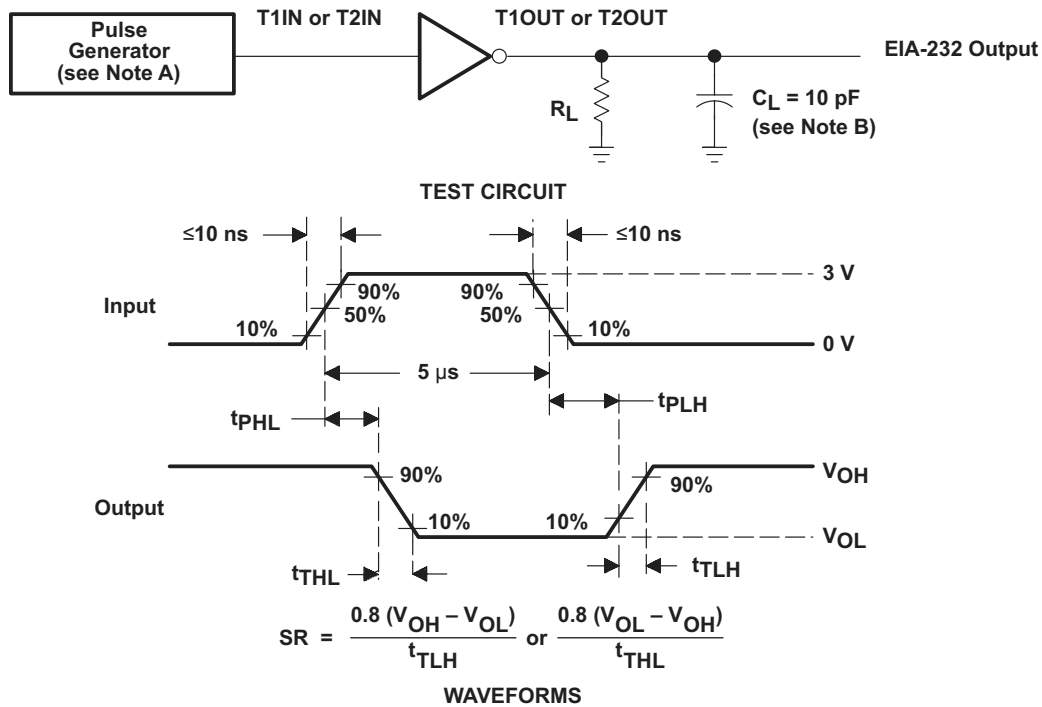 T1IN or T2IN
T1OUT or T2OUT
Pulse
Generator
(see Note A)
EIA-232 Output
RL
CL = 10 pF
(see Note B)
TEST CIRCUIT
≤10 ns
≤10 ns
3 V
90%
90%
Input
50%
50%
10%
10%
0 V
5 μs
tPHL
tPLH
VOH
90%
90%
Output
10%
10%
VOL
tTHL
tTLH
SR = 0.8 (VOH – VOL) / tTLH or 0.8 (VOL – VOH) / tTHL
WAVEFORMS